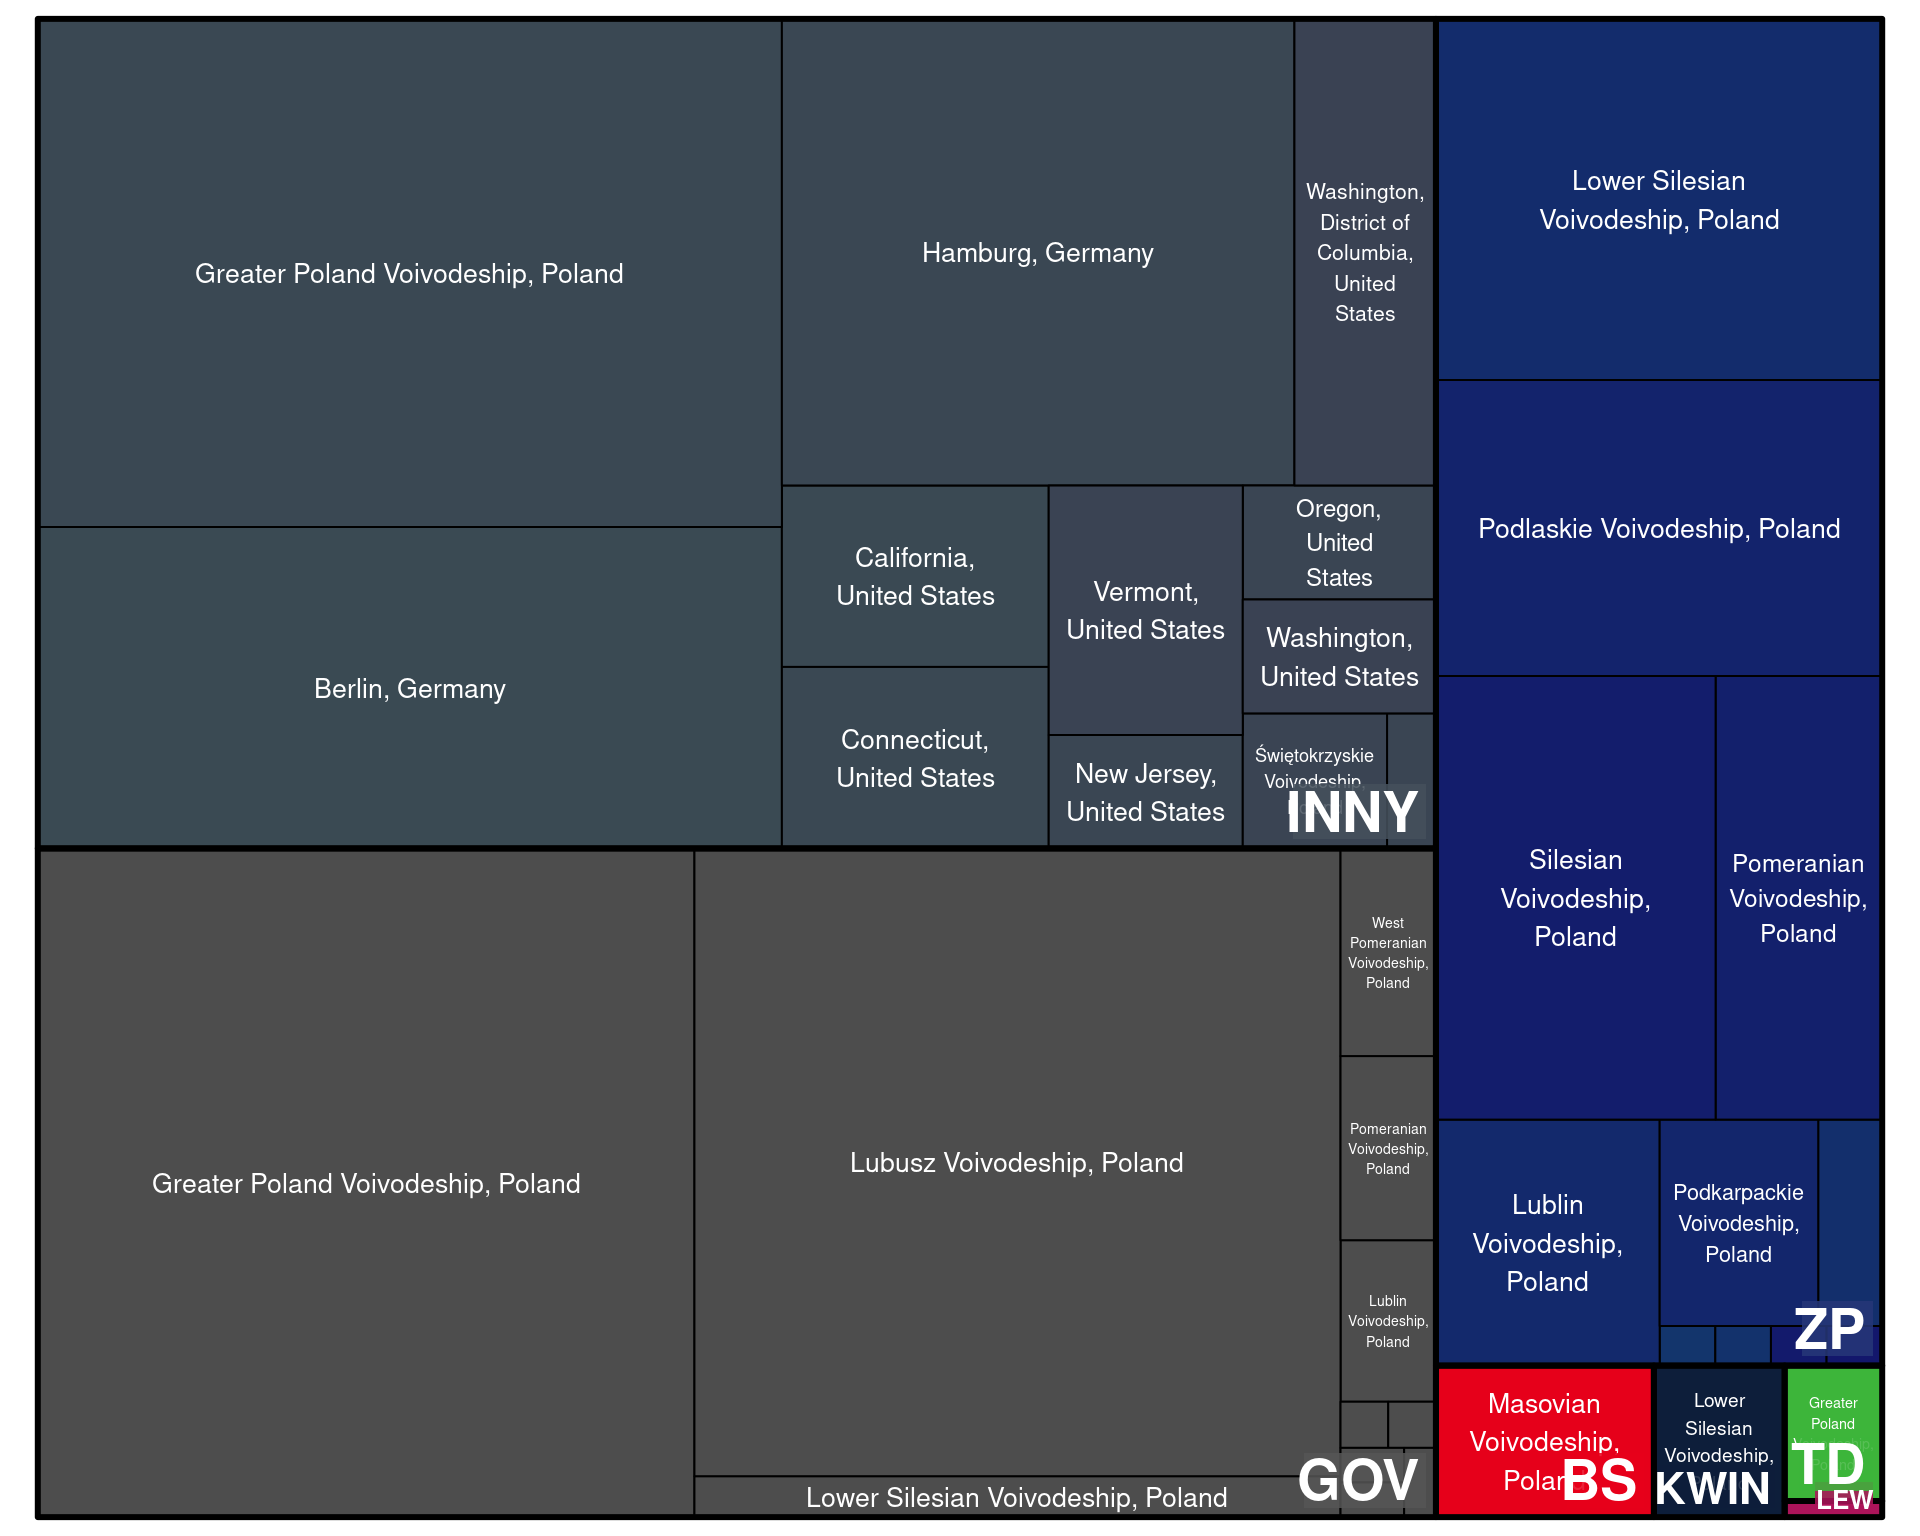 Greater Poland Voivodeship, Poland
Berlin, Germany
Hamburg, Germany
Washington,
District of
Columbia,
United
States
California,
United States
Connecticut,
United States
Vermont,
United States
New Jersey,
United States
Oregon,
United
States
Washington,
United States
Świętokrzyskie
Voivodeship,
INNY
Greater Poland Voivodeship, Poland
Lubusz Voivodeship, Poland
Lower Silesian Voivodeship, Poland
West
Pomeranian
Voivodeship,
Poland
Pomeranian
Voivodeship,
Poland
Lublin
Voivodeship,
Poland
GOV
Lower Silesian
Voivodeship, Poland
Podlaskie Voivodeship, Poland
Silesian
Voivodeship,
Poland
Pomeranian
Voivodeship,
Poland
Lublin
Voivodeship,
Poland
Podkarpackie
Voivodeship,
Poland
ZP
Masovian
Voivodeship,
Poland
BS
Lower
Silesian
Voivodeship,
KWIN
Greater
Poland
TD
LEW